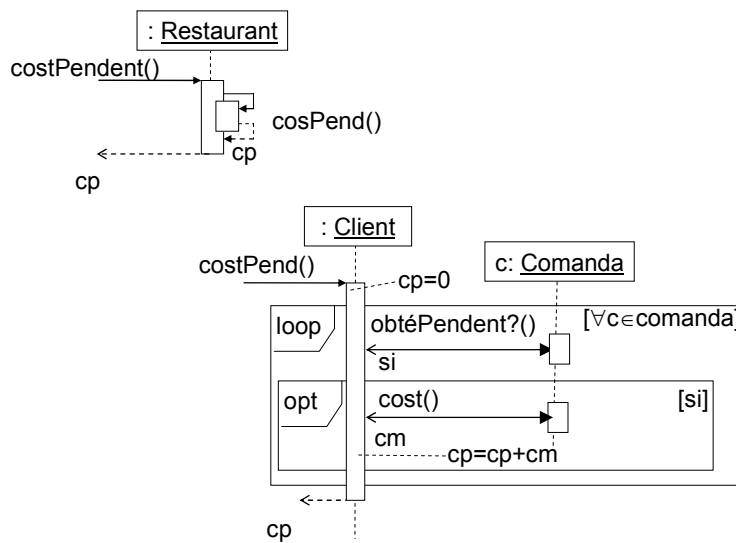 : Restaurant
costPendent()
cosPend()
cp
cp
: Client
costPend()
c: Comanda
cp=0
loop
obtéPendent?()
[∀c∈comanda]
si
opt
cost()
[si]
cm
cp=cp+cm
cp